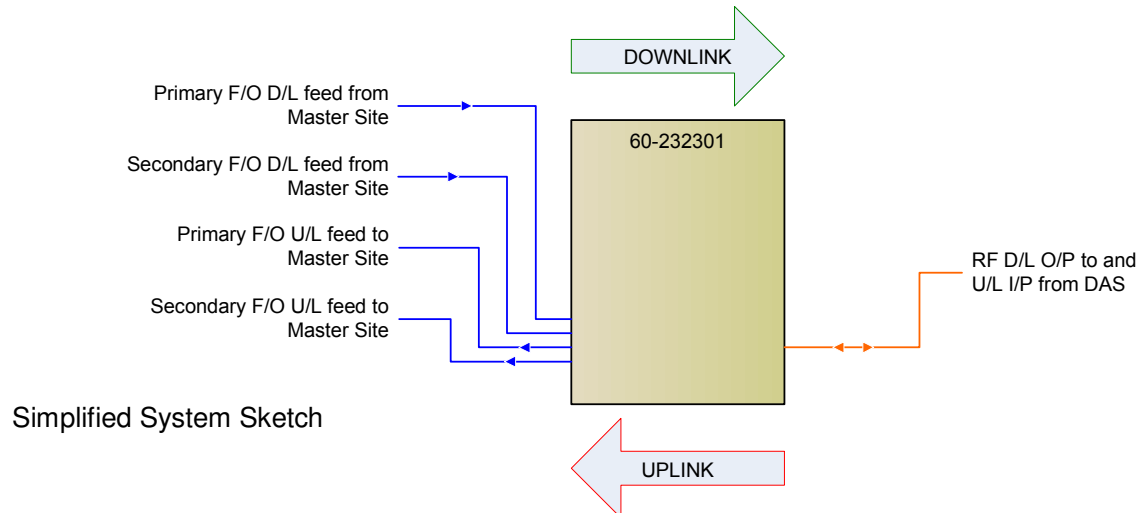 DOWNLINK
Primary F/O D/L feed from
Master Site
60-232301
Secondary F/O D/L feed from
Master Site
Primary F/O U/L feed to
Master Site
RF D/L O/P to and
U/L I/P from DAS
Secondary F/O U/L feed to
Master Site
Simplified System Sketch
UPLINK